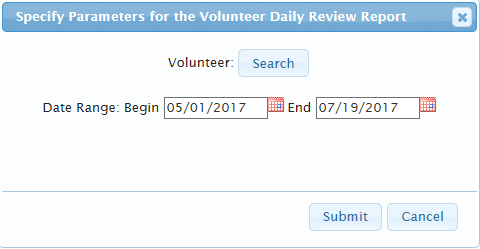 Specify Parameters for the Volunteer Daily Review Report
Volunteer: Search
Date Range: Begin 05/01/2017 End 07/19/2017
Submit Cancel